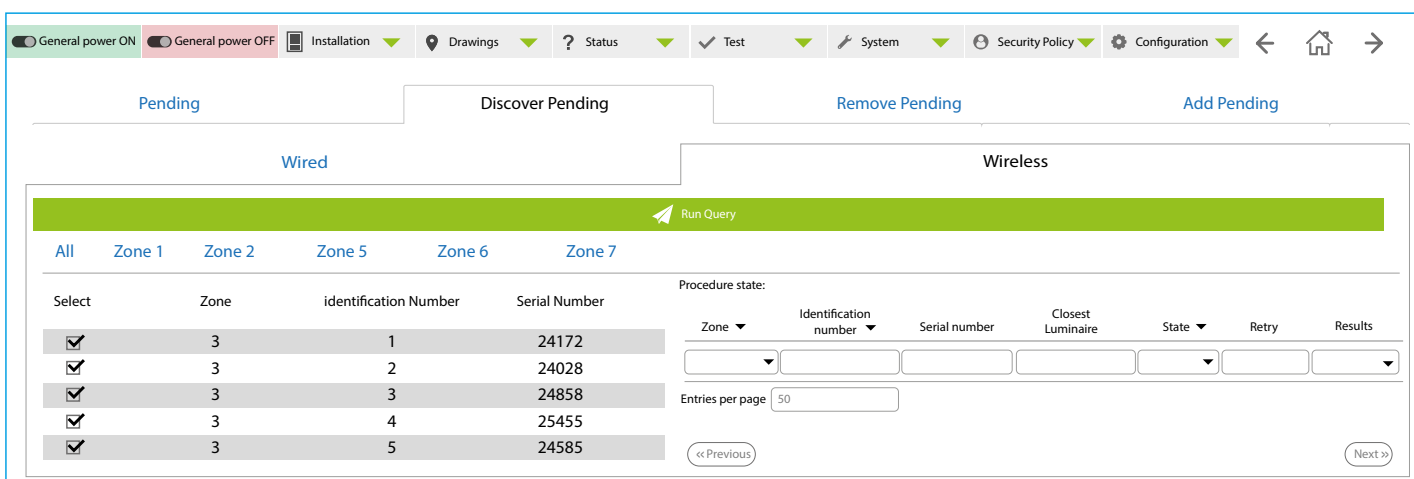 General power ON General power OFF Installation Drawings ? Status Test System Security Policy Configuration
Pending Discover Pending Remove Pending Add Pending
Wired Wireless
Run Query
All Zone 1 Zone 2 Zone 5 Zone 6 Zone 7
Select Zone identification Number Serial Number
3 1 24172
3 2 24028
3 3 24858
3 4 25455
3 5 24585
Procedure state:
Zone Identification number Serial number Closest Luminaire State Retry Results
Entries per page 50
«Previous Next»